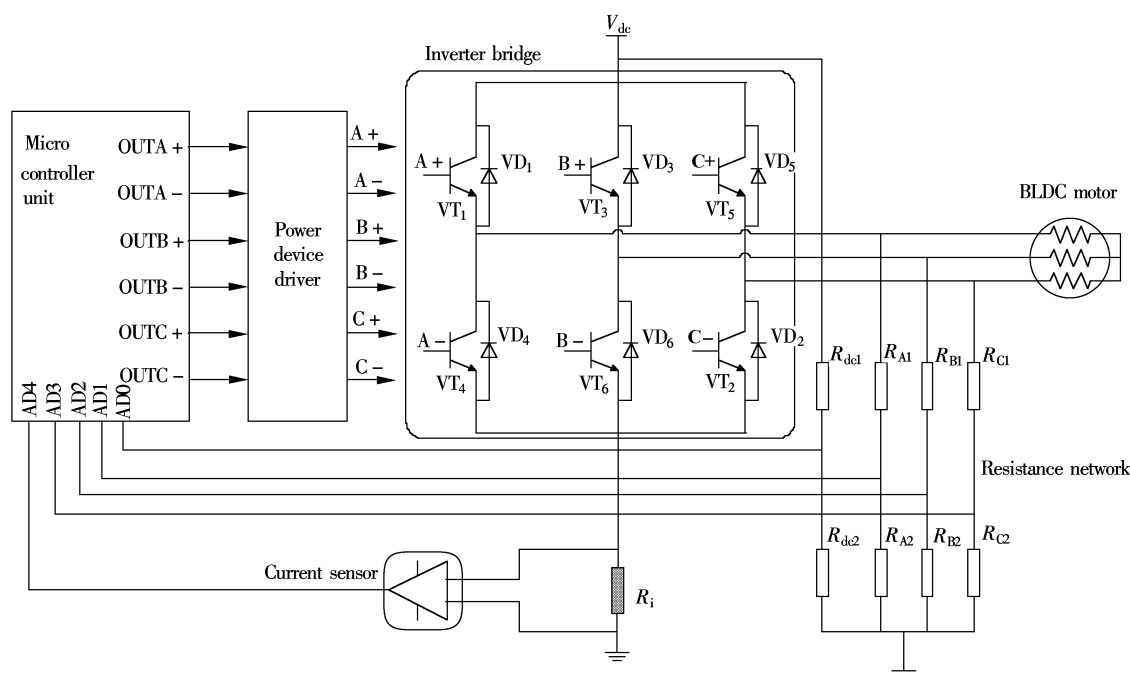 V_dc
Inverter bridge
Micro
controller
unit
OUTA +
OUTA −
OUTB +
OUTB −
OUTC +
OUTC −
AD4
AD3
AD2
AD1
AD0
Power
device
driver
A +
A −
B +
B −
C +
C −
A +
VT1
VD1
B +
VT3
VD3
C+
VT5
VD5
A −
VT4
VD4
B −
VT6
VD6
C−
VT2
VD2
BLDC motor
R_dc1
R_A1
R_B1
R_C1
Resistance network
R_dc2
R_A2
R_B2
R_C2
Current sensor
R_i